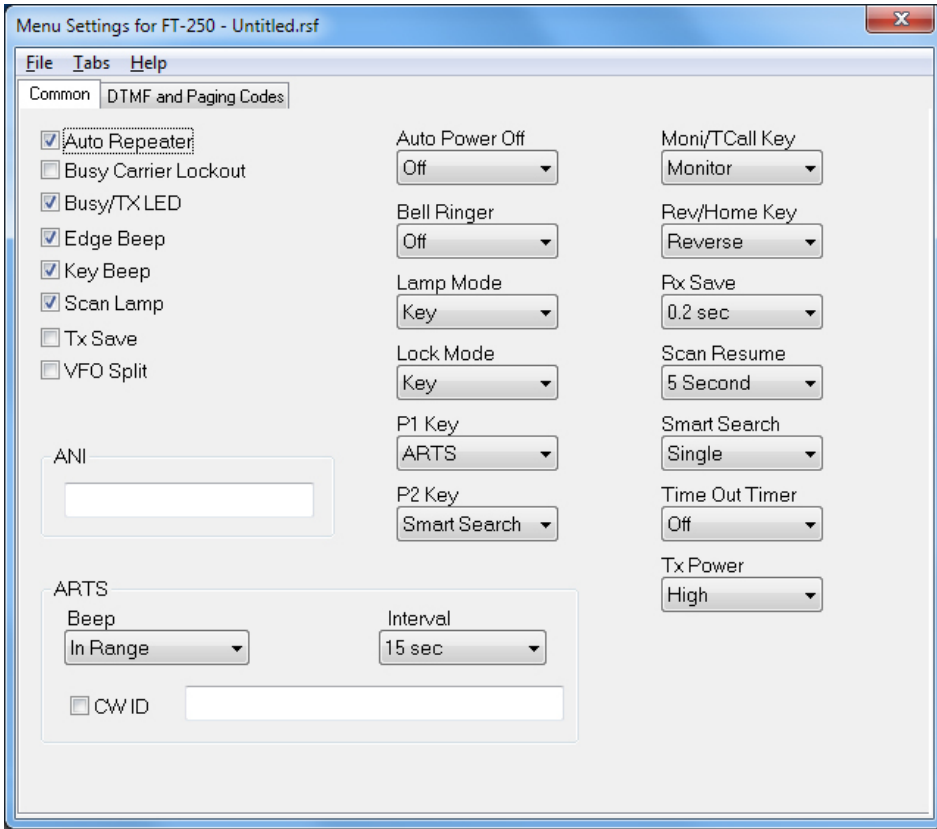 Menu Settings for FT-250 - Untitled.rsf
File Tabs Help
Common DTMF and Paging Codes
Auto Repeater
Busy Carrier Lockout
Busy/TX LED
Edge Beep
Key Beep
Scan Lamp
Tx Save
VFO Split
ANI
ARTS
Beep
In Range
Interval
15 sec
CW ID
Auto Power Off
Off
Bell Ringer
Off
Lamp Mode
Key
Lock Mode
Key
P1 Key
ARTS
P2 Key
Smart Search
Moni/TCall Key
Monitor
Rev/Home Key
Reverse
Rx Save
0.2 sec
Scan Resume
5 Second
Smart Search
Single
Time Out Timer
Off
Tx Power
High